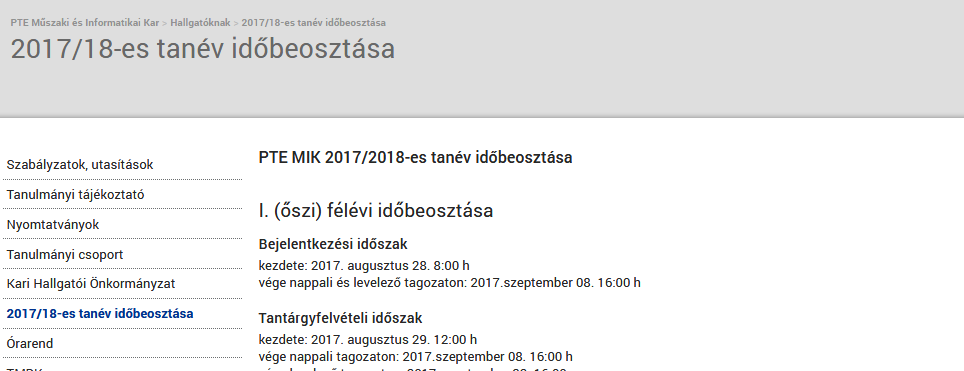 PTE Műszaki és Informatikai Kar > Hallgatóknak > 2017/18-es tanév időbeosztása
2017/18-es tanév időbeosztása
Szabályzatok, utasítások
Tanulmányi tájékoztató
Nyomtatványok
Tanulmányi csoport
Kari Hallgatói Önkormányzat
2017/18-es tanév időbeosztása
Órarend
PTE MIK 2017/2018-es tanév időbeosztása
I. (őszi) félévi időbeosztása
Bejelentkezési időszak
kezdete: 2017. augusztus 28. 8:00 h
vége nappali és levelező tagozaton: 2017.szeptember 08. 16:00 h
Tantárgyfelvételi időszak
kezdete: 2017. augusztus 29. 12:00 h
vége nappali tagozaton: 2017.szeptember 08. 16:00 h